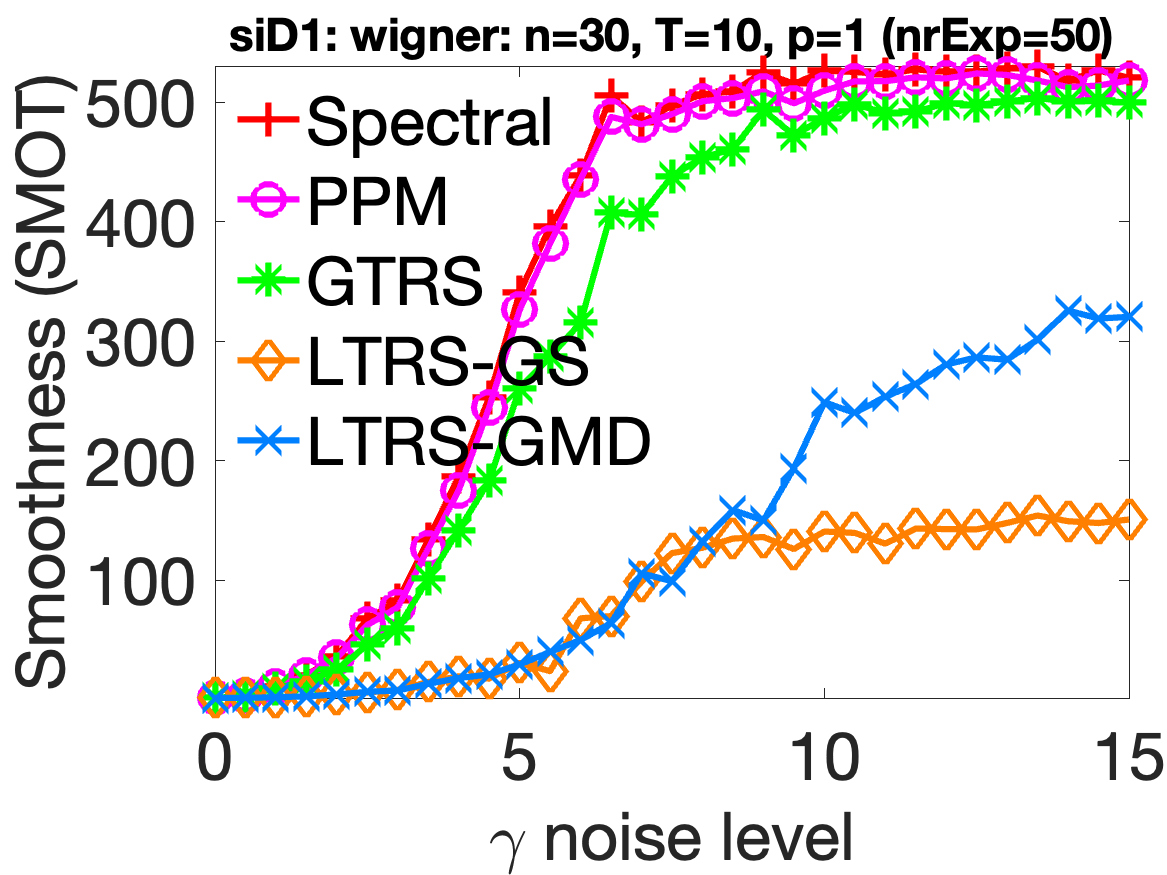 siD1: wigner: n=30, T=10, p=1 (nrExp=50)
Smoothness (SMOT)
500
400
300
200
100
Spectral
PPM
GTRS
LTRS-GS
LTRS-GMD
0 5 10 15
γ noise level